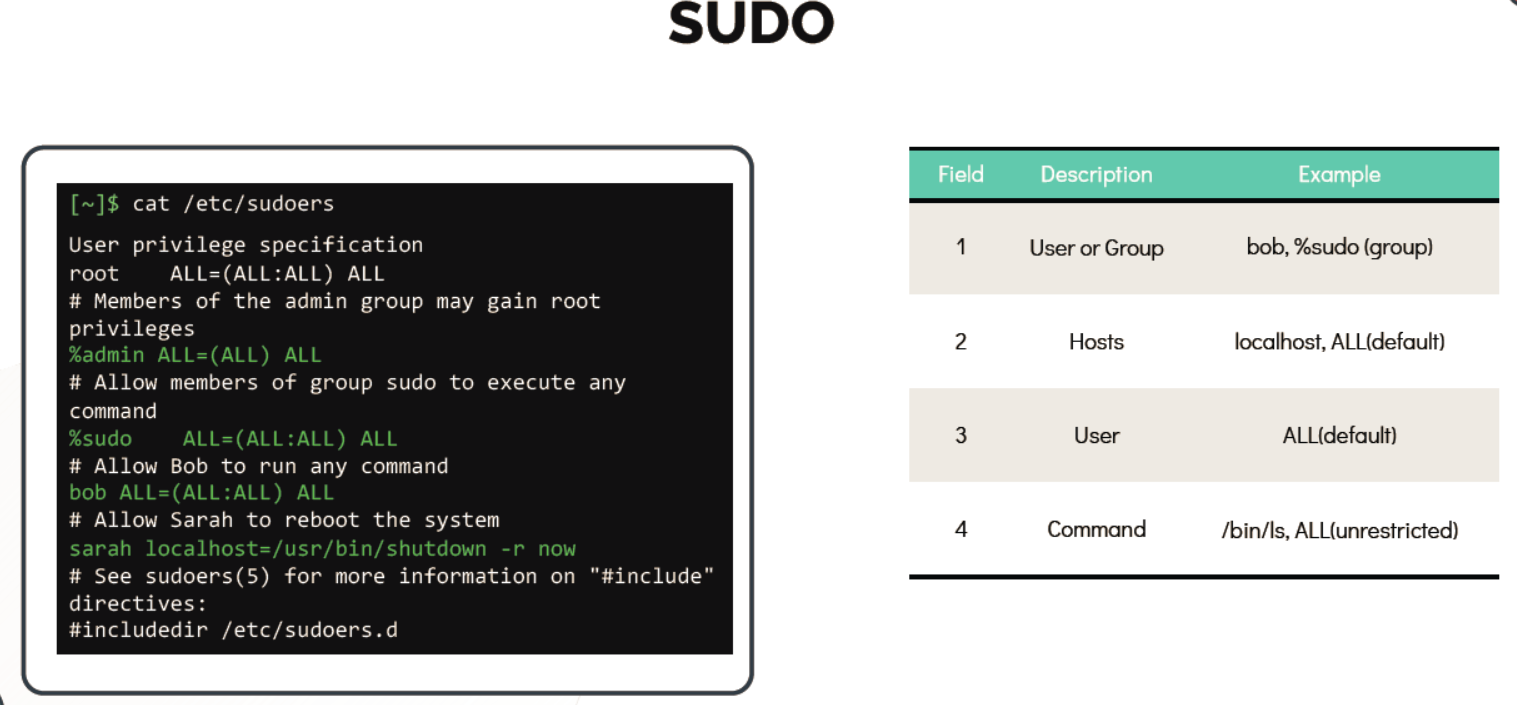 SUDO
[~]$ cat /etc/sudoers
User privilege specification
root    ALL=(ALL:ALL) ALL
# Members of the admin group may gain root
privileges
%admin ALL=(ALL) ALL
# Allow members of group sudo to execute any
command
%sudo    ALL=(ALL:ALL) ALL
# Allow Bob to run any command
bob ALL=(ALL:ALL) ALL
# Allow Sarah to reboot the system
sarah localhost=/usr/bin/shutdown -r now
# See sudoers(5) for more information on "#include"
directives:
#includedir /etc/sudoers.d
Field Description Example
1 User or Group bob, %sudo (group)
2 Hosts localhost, ALL(default)
3 User ALL(default)
4 Command /bin/ls, ALL(unrestricted)